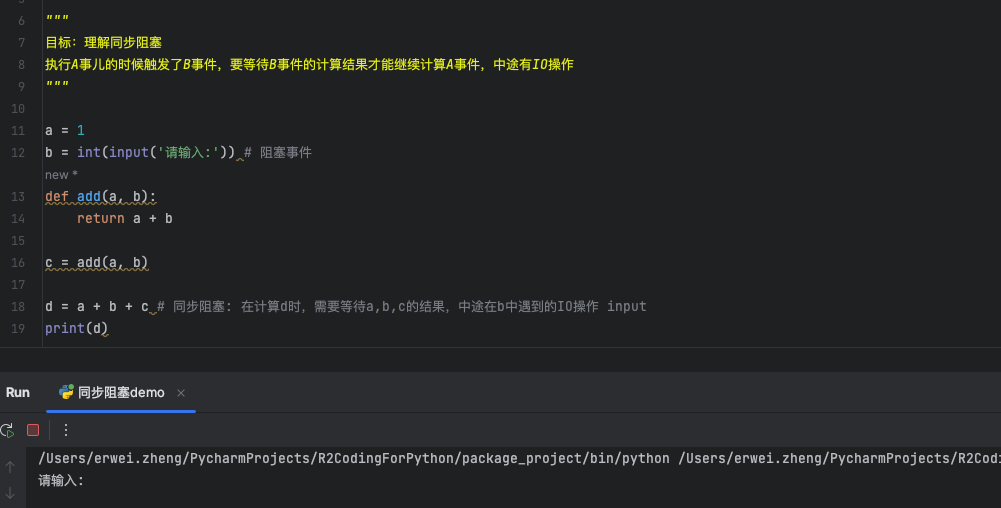 6 """
7 目标：理解同步阻塞
8 执行A事儿的时候触发了B事件，要等待B事件的计算结果才能继续计算A事件，中途有IO操作
9 """
10
11 a = 1
12 b = int(input('请输入:')) # 阻塞事件
new *
13 def add(a, b):
14     return a + b
15
16 c = add(a, b)
17
18 d = a + b + c # 同步阻塞: 在计算d时，需要等待a,b,c的结果，中途在b中遇到的IO操作 input
19 print(d)
Run 同步阻塞demo ×
/Users/erwei.zheng/PycharmProjects/R2CodingForPython/package_project/bin/python /Users/erwei.zheng/PycharmProjects/R2Codi
请输入: